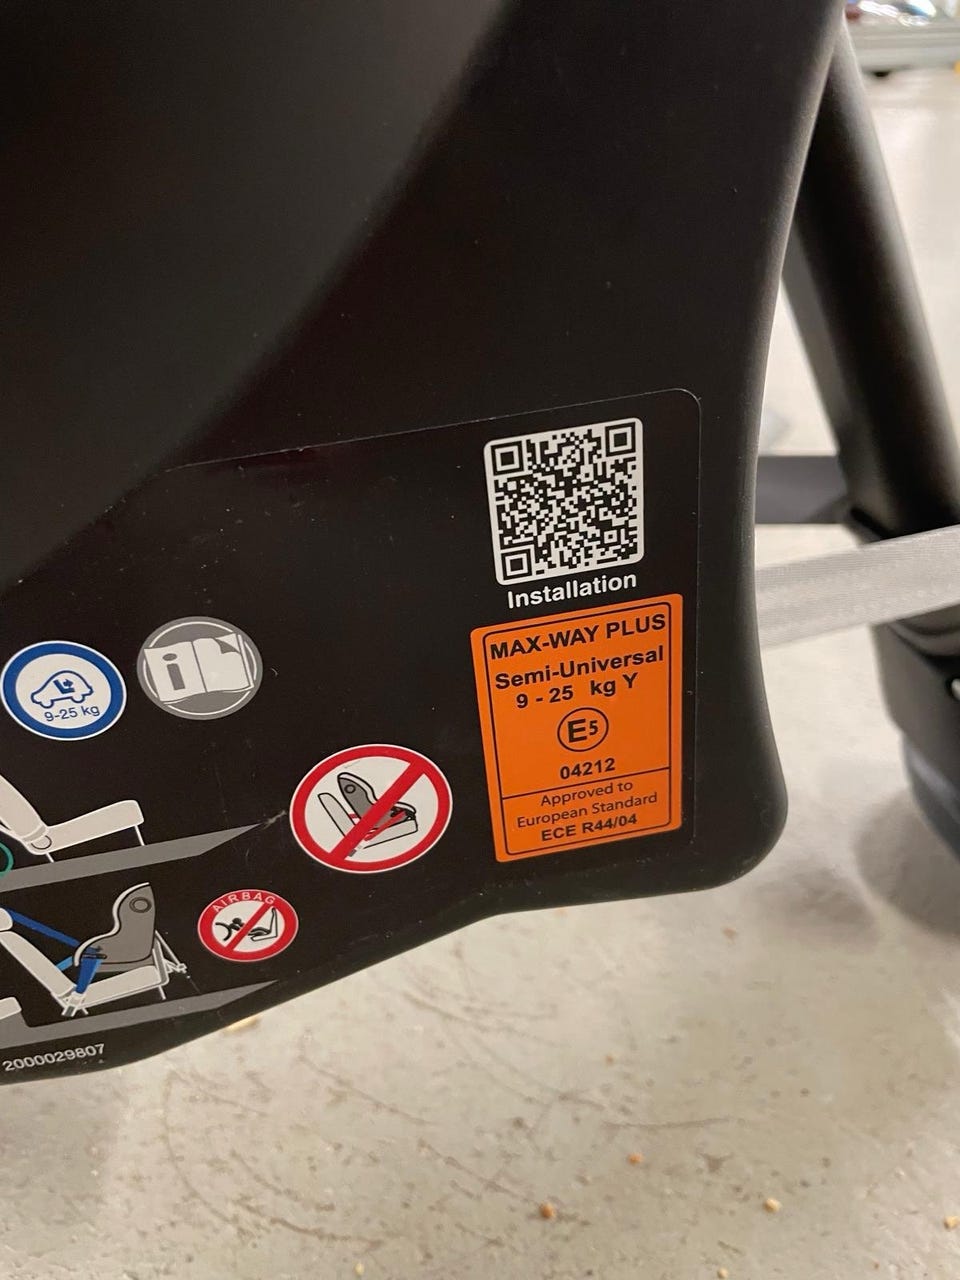 Installation
MAX-WAY PLUS
Semi-Universal
9 - 25 kg Y
E5
04212
Approved to
European Standard
ECE R44/04
9-25 kg
i
AIRBAG
2000029807